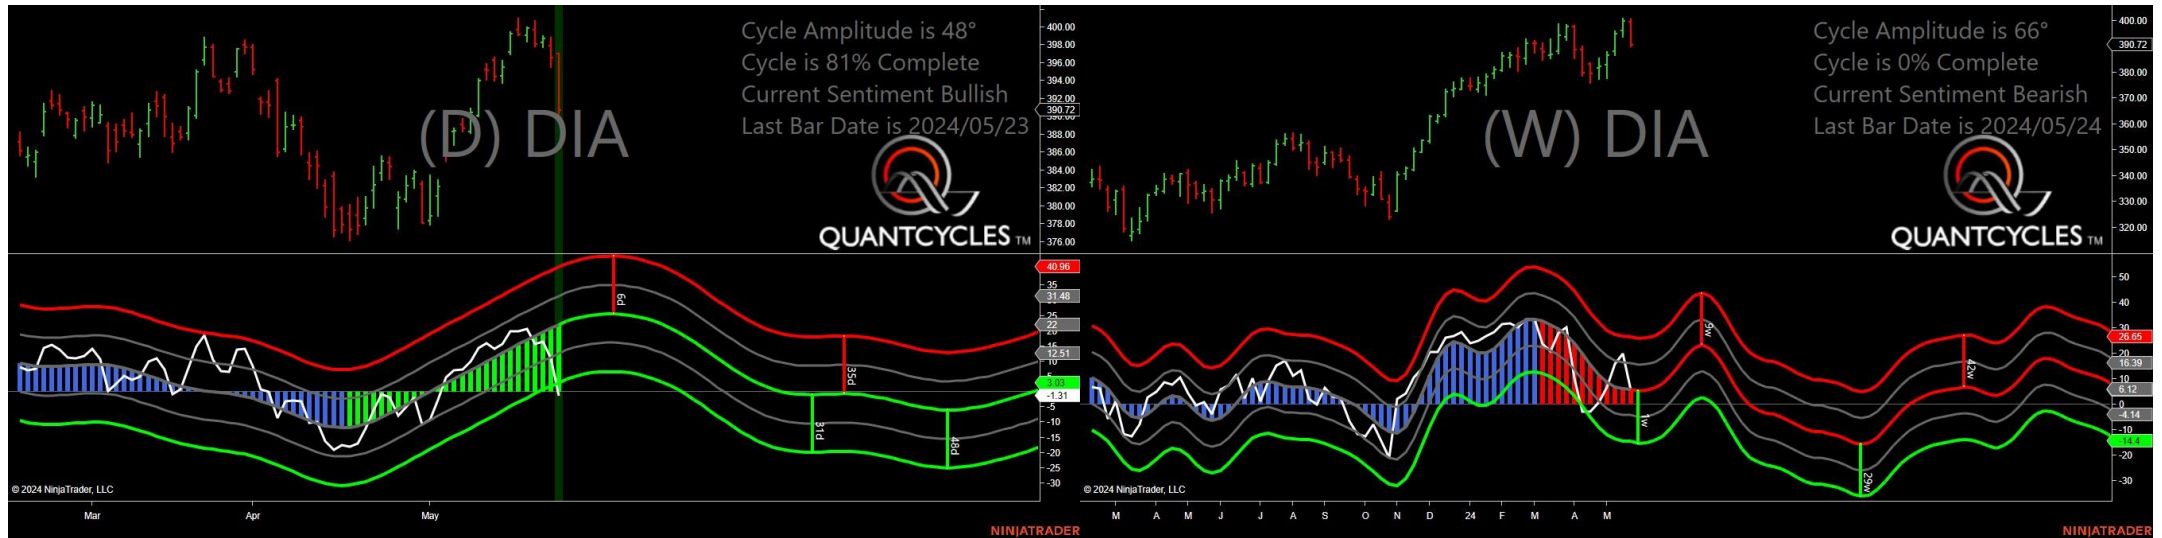 Cycle Amplitude is 48°
Cycle is 81% Complete
Current Sentiment Bullish
Last Bar Date is 2024/05/23
(D) DIA
QUANTCYCLES TM
400.00
398.00
396.00
394.00
392.00
390.72
388.00
386.00
384.00
382.00
380.00
378.00
376.00
40.96
35
31.48
25
22
15
12.51
10
3.03
-1.31
-5
-10
-15
-20
-25
-30
6d
35d
31d
48d
© 2024 NinjaTrader, LLC
Mar
Apr
May
NINJATRADER
Cycle Amplitude is 66°
Cycle is 0% Complete
Current Sentiment Bearish
Last Bar Date is 2024/05/24
(W) DIA
QUANTCYCLES TM
400.00
390.72
380.00
370.00
360.00
350.00
340.00
330.00
320.00
50
40
30
26.65
20
16.39
10
6.12
0
-4.14
-10
-14.4
-20
-30
9w
42w
1w
29w
© 2024 NinjaTrader, LLC
M A M J J A S O N D 24 F M A M
NINJATRADER